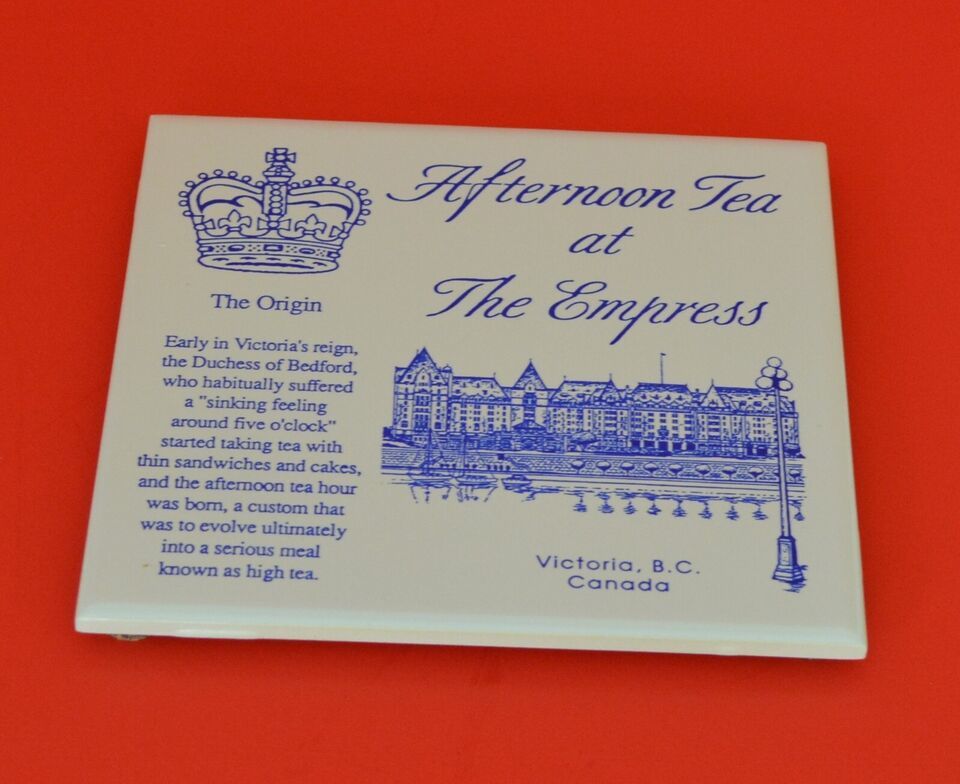 Afternoon Tea
at
The Empress
The Origin
Early in Victoria's reign,
the Duchess of Bedford,
who habitually suffered
a "sinking feeling
around five o'clock"
started taking tea with
thin sandwiches and cakes,
and the afternoon tea hour
was born, a custom that
was to evolve ultimately
into a serious meal
known as high tea.
Victoria, B.C.
Canada